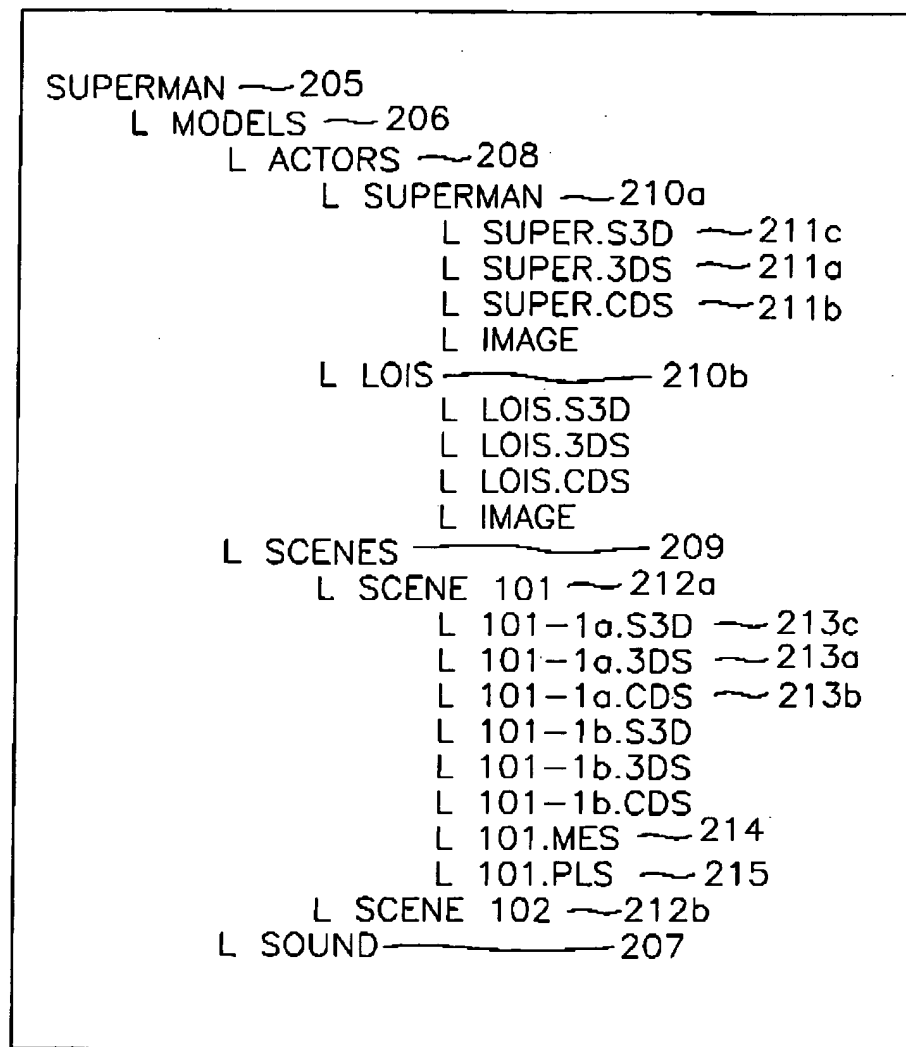 SUPERMAN 205
L MODELS 206
L ACTORS 208
L SUPERMAN 210a
L SUPER.S3D 211c
L SUPER.3DS 211a
L SUPER.CDS 211b
L IMAGE
L LOIS 210b
L LOIS.S3D
L LOIS.3DS
L LOIS.CDS
L IMAGE
L SCENES 209
L SCENE 101 212a
L 101-1a.S3D 213c
L 101-1a.3DS 213a
L 101-1a.CDS 213b
L 101-1b.S3D
L 101-1b.3DS
L 101-1b.CDS
L 101.MES 214
L 101.PLS 215
L SCENE 102 212b
L SOUND 207